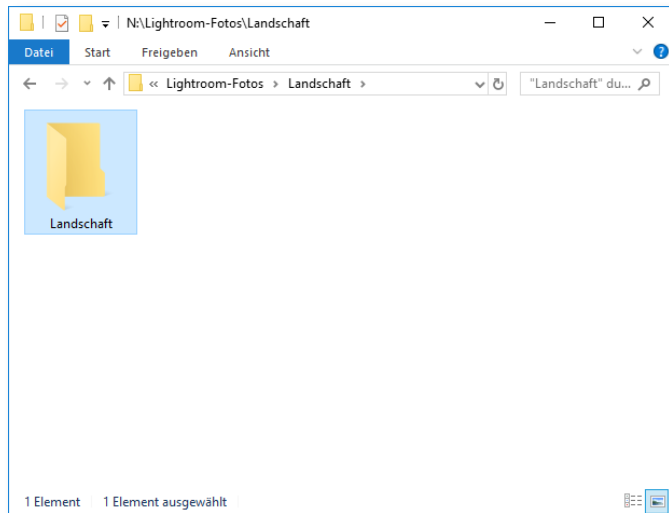 N:\Lightroom-Fotos\Landschaft
Datei Start Freigeben Ansicht
« Lightroom-Fotos > Landschaft > "Landschaft" du...
Landschaft
1 Element 1 Element ausgewählt